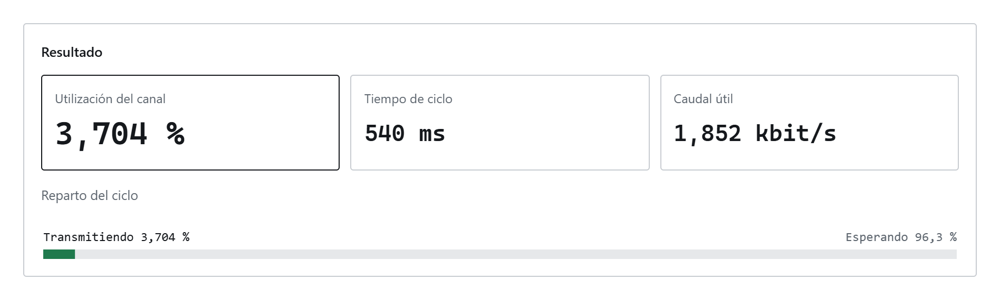 Resultado
Utilización del canal
3,704 %
Tiempo de ciclo
540 ms
Caudal útil
1,852 kbit/s
Reparto del ciclo
Transmitiendo 3,704 %
Esperando 96,3 %